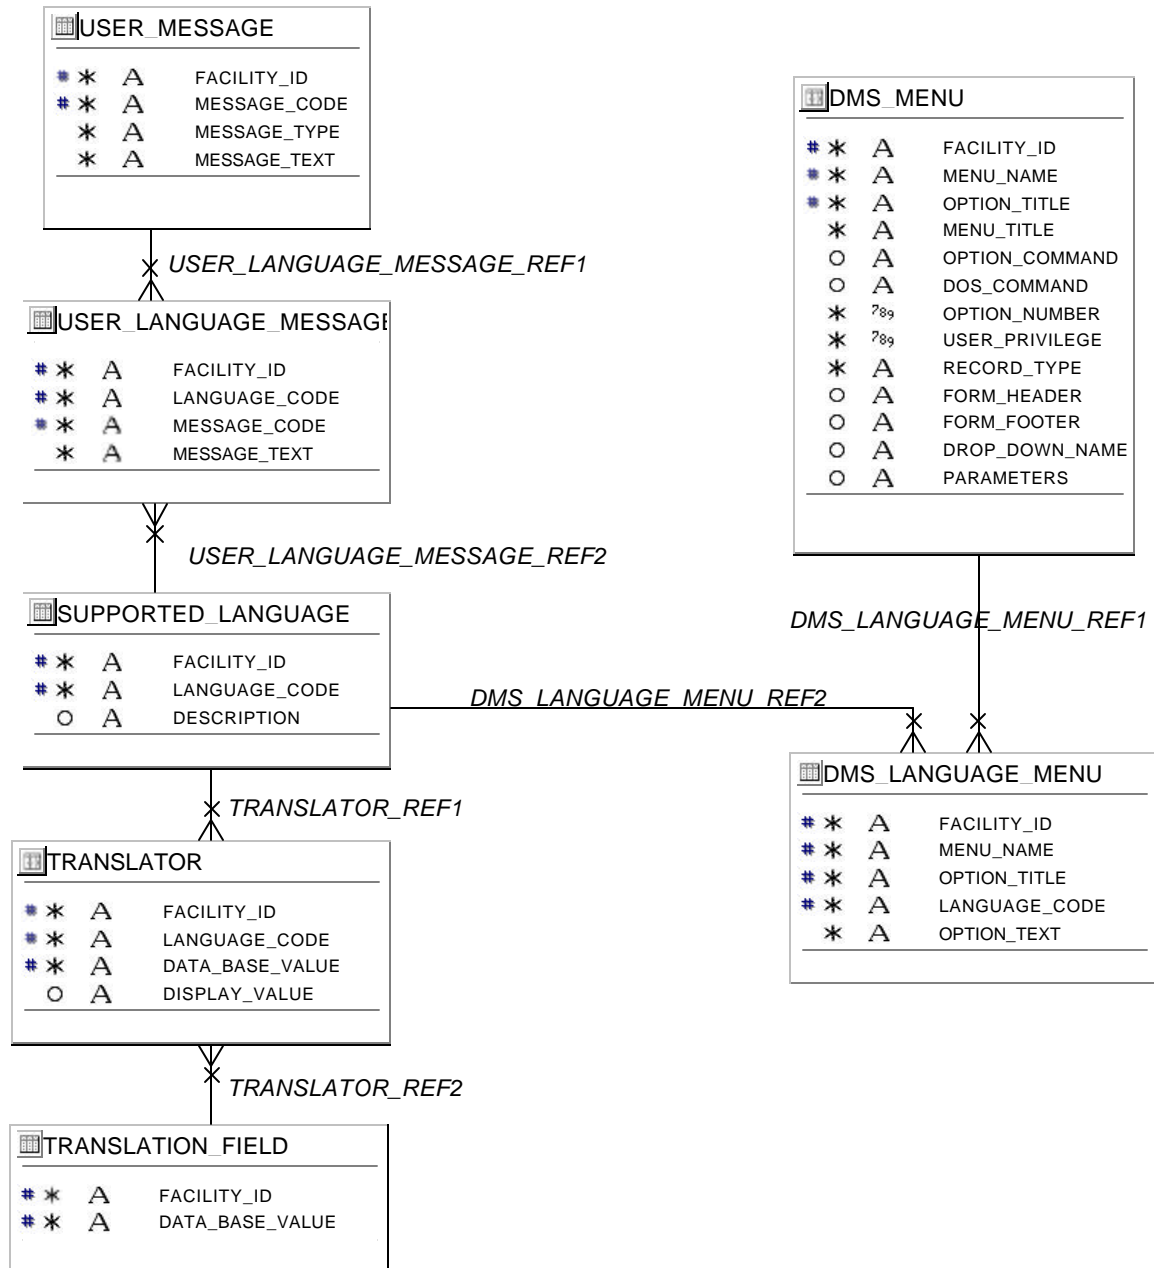 USER_MESSAGE
# * A FACILITY_ID
# * A MESSAGE_CODE
* A MESSAGE_TYPE
* A MESSAGE_TEXT
USER_LANGUAGE_MESSAGE_REF1
USER_LANGUAGE_MESSAGE
# * A FACILITY_ID
# * A LANGUAGE_CODE
# * A MESSAGE_CODE
* A MESSAGE_TEXT
USER_LANGUAGE_MESSAGE_REF2
SUPPORTED_LANGUAGE
# * A FACILITY_ID
# * A LANGUAGE_CODE
O A DESCRIPTION
TRANSLATOR_REF1
TRANSLATOR
# * A FACILITY_ID
# * A LANGUAGE_CODE
# * A DATA_BASE_VALUE
O A DISPLAY_VALUE
TRANSLATOR_REF2
TRANSLATION_FIELD
# * A FACILITY_ID
# * A DATA_BASE_VALUE
DMS_MENU
# * A FACILITY_ID
# * A MENU_NAME
# * A OPTION_TITLE
* A MENU_TITLE
O A OPTION_COMMAND
O A DOS_COMMAND
* 789 OPTION_NUMBER
* 789 USER_PRIVILEGE
* A RECORD_TYPE
O A FORM_HEADER
O A FORM_FOOTER
O A DROP_DOWN_NAME
O A PARAMETERS
DMS_LANGUAGE_MENU_REF1
DMS_LANGUAGE_MENU_REF2
DMS_LANGUAGE_MENU
# * A FACILITY_ID
# * A MENU_NAME
# * A OPTION_TITLE
# * A LANGUAGE_CODE
* A OPTION_TEXT